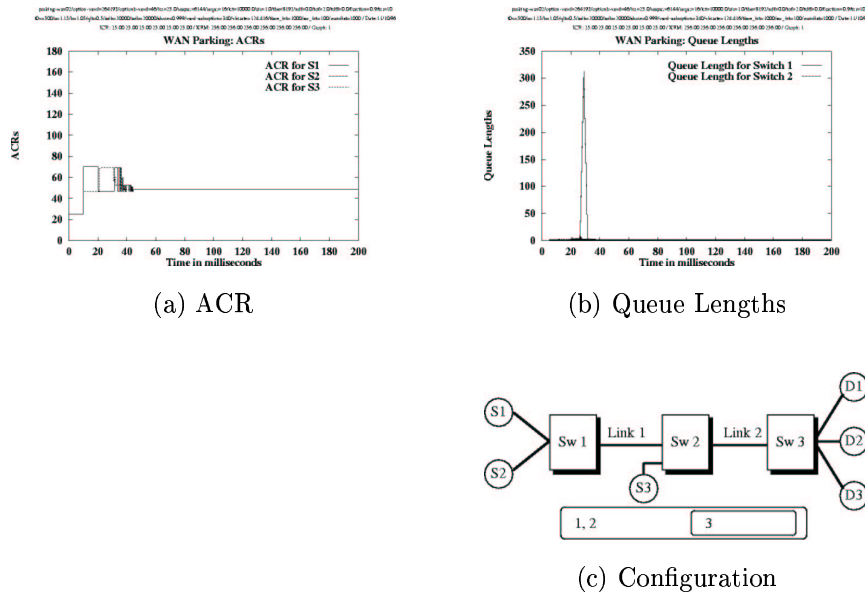 WAN Parking: ACRs
ACR for S1
ACR for S2
ACR for S3
ACRs
180
160
140
120
100
80
60
40
20
0
0 20 40 60 80 100 120 140 160 180 200
Time in milliseconds
(a) ACR
WAN Parking: Queue Lengths
Queue Length for Switch 1
Queue Length for Switch 2
Queue Lengths
350
300
250
200
150
100
50
0
0 20 40 60 80 100 120 140 160 180 200
Time in milliseconds
(b) Queue Lengths
S1
S2
Sw 1
Link 1
Sw 2
S3
Link 2
Sw 3
D1
D2
D3
1, 2
3
(c) Configuration